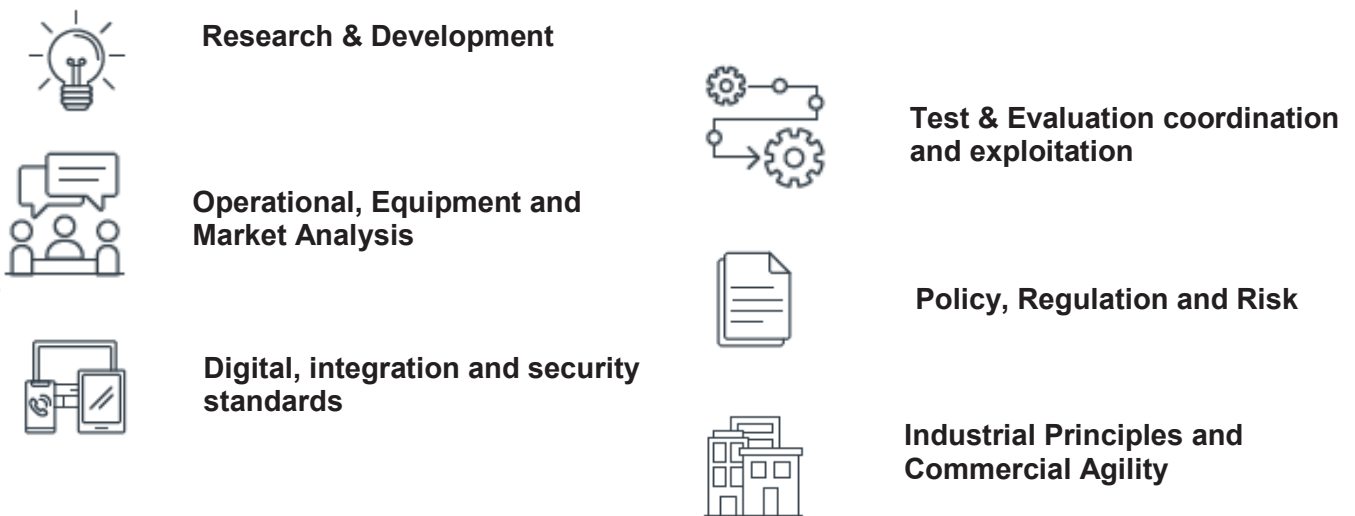 Research & Development
Operational, Equipment and
Market Analysis
Digital, integration and security
standards
Test & Evaluation coordination
and exploitation
Policy, Regulation and Risk
Industrial Principles and
Commercial Agility